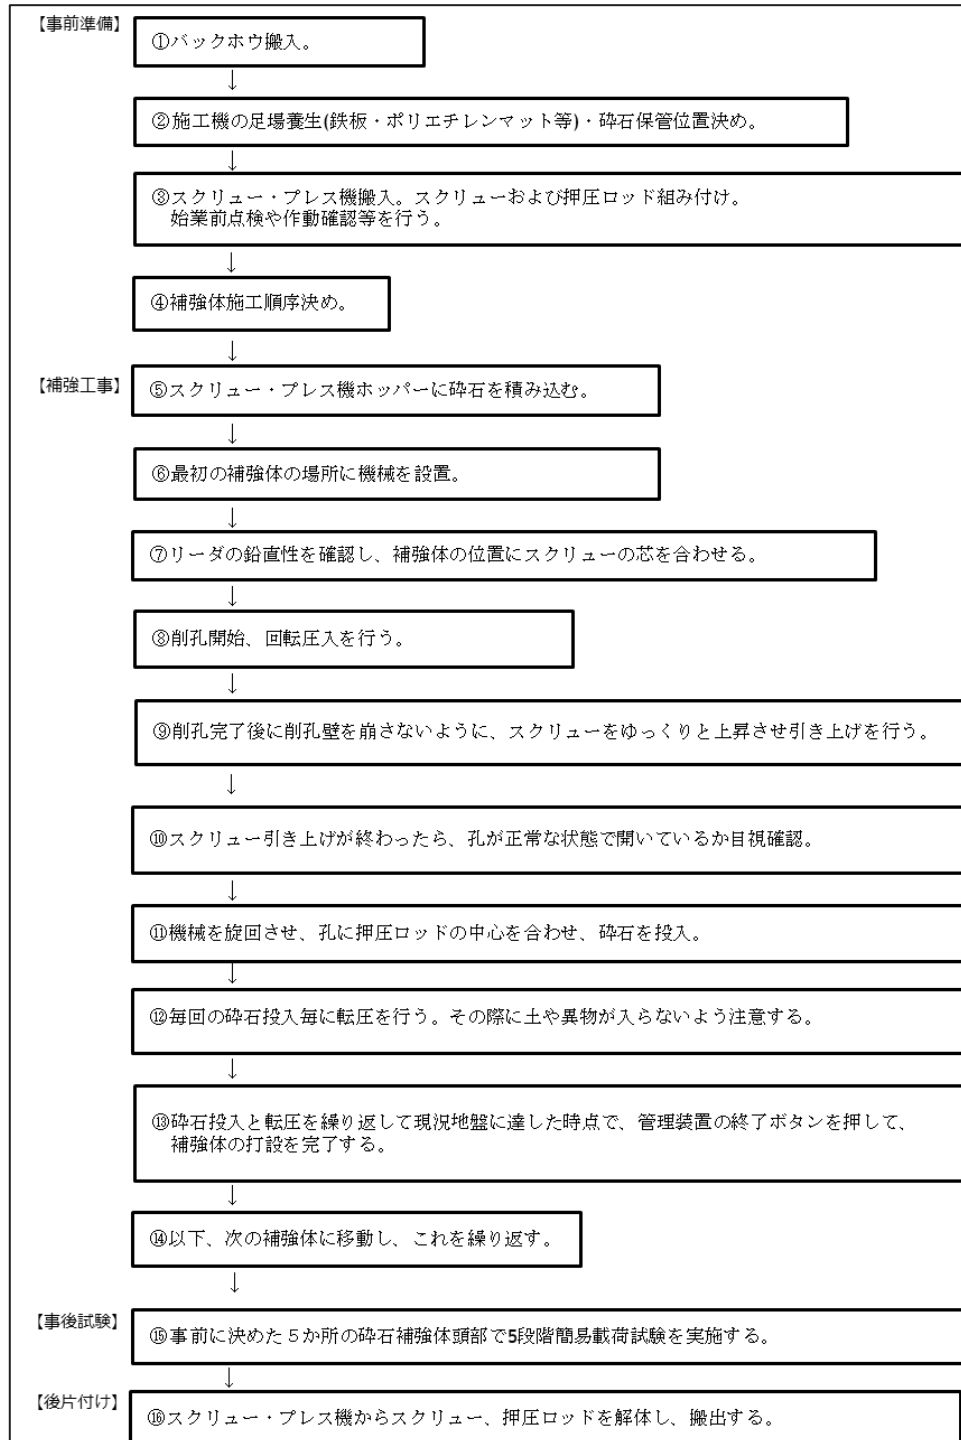 【事前準備】
①バックホウ搬入。
↓
②施工機の足場養生(鉄板・ポリエチレンマット等)・砕石保管位置決め。
↓
③スクリュー・プレス機搬入。スクリューおよび押圧ロッド組み付け。
始業前点検や作動確認等を行う。
↓
④補強体施工順序決め。
↓
【補強工事】
⑤スクリュー・プレス機ホッパーに砕石を積み込む。
↓
⑥最初の補強体の場所に機械を設置。
↓
⑦リーダの鉛直性を確認し、補強体の位置にスクリューの芯を合わせる。
↓
⑧削孔開始、回転圧入を行う。
↓
⑨削孔完了後に削孔壁を崩さないように、スクリューをゆっくりと上昇させ引き上げを行う。
↓
⑩スクリュー引き上げが終わったら、孔が正常な状態で開いているか目視確認。
↓
⑪機械を旋回させ、孔に押圧ロッドの中心を合わせ、砕石を投入。
↓
⑫毎回の砕石投入毎に転圧を行う。その際に土や異物が入らないよう注意する。
↓
⑬砕石投入と転圧を繰り返して現況地盤に達した時点で、管理装置の終了ボタンを押して、
補強体の打設を完了する。
↓
⑭以下、次の補強体に移動し、これを繰り返す。
↓
【事後試験】
⑮事前に決めた５か所の砕石補強体頭部で5段階簡易載荷試験を実施する。
↓
【後片付け】
⑯スクリュー・プレス機からスクリュー、押圧ロッドを解体し、搬出する。